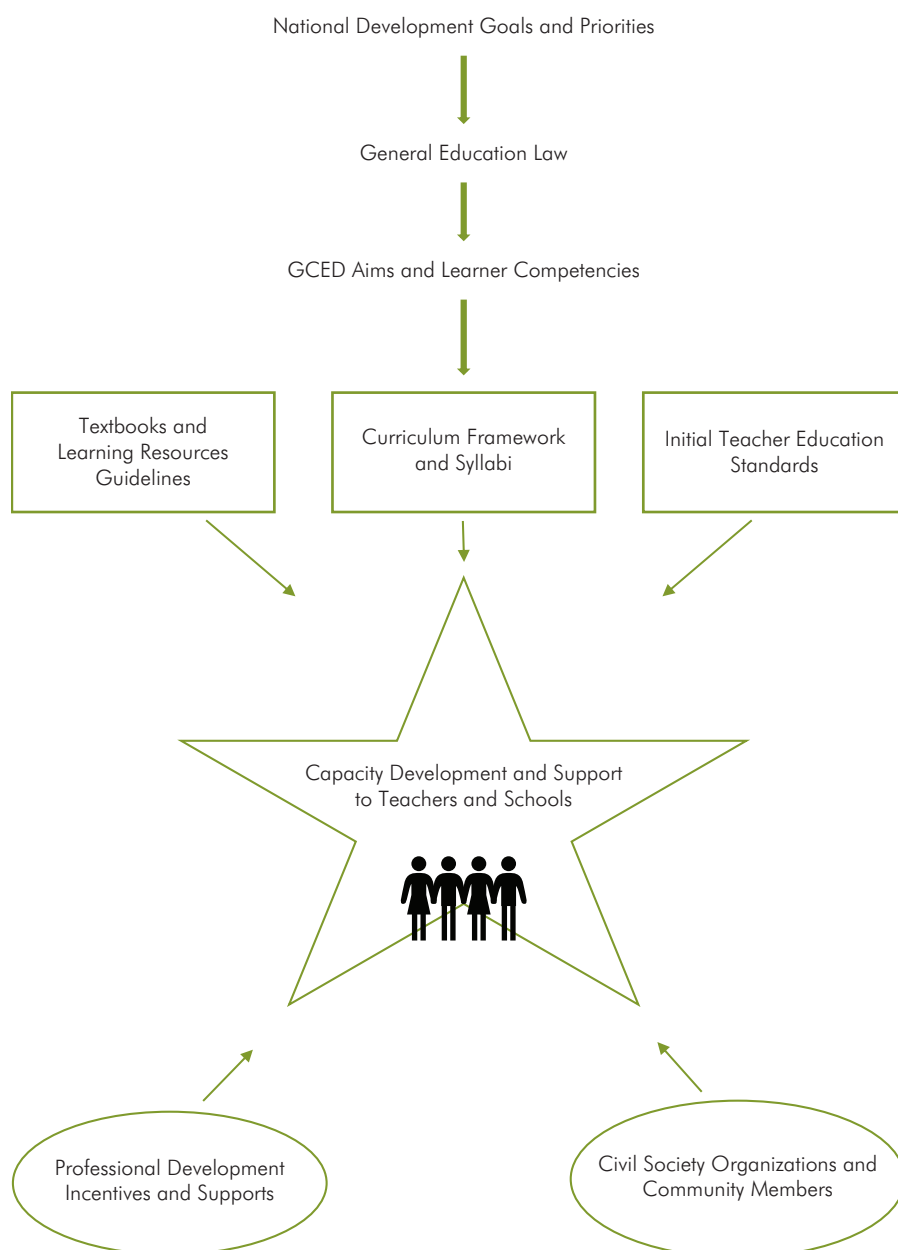 National Development Goals and Priorities
General Education Law
GCED Aims and Learner Competencies
Textbooks and
Learning Resources
Guidelines
Curriculum Framework
and Syllabi
Initial Teacher Education
Standards
Capacity Development and Support
to Teachers and Schools
Professional Development
Incentives and Supports
Civil Society Organizations and
Community Members